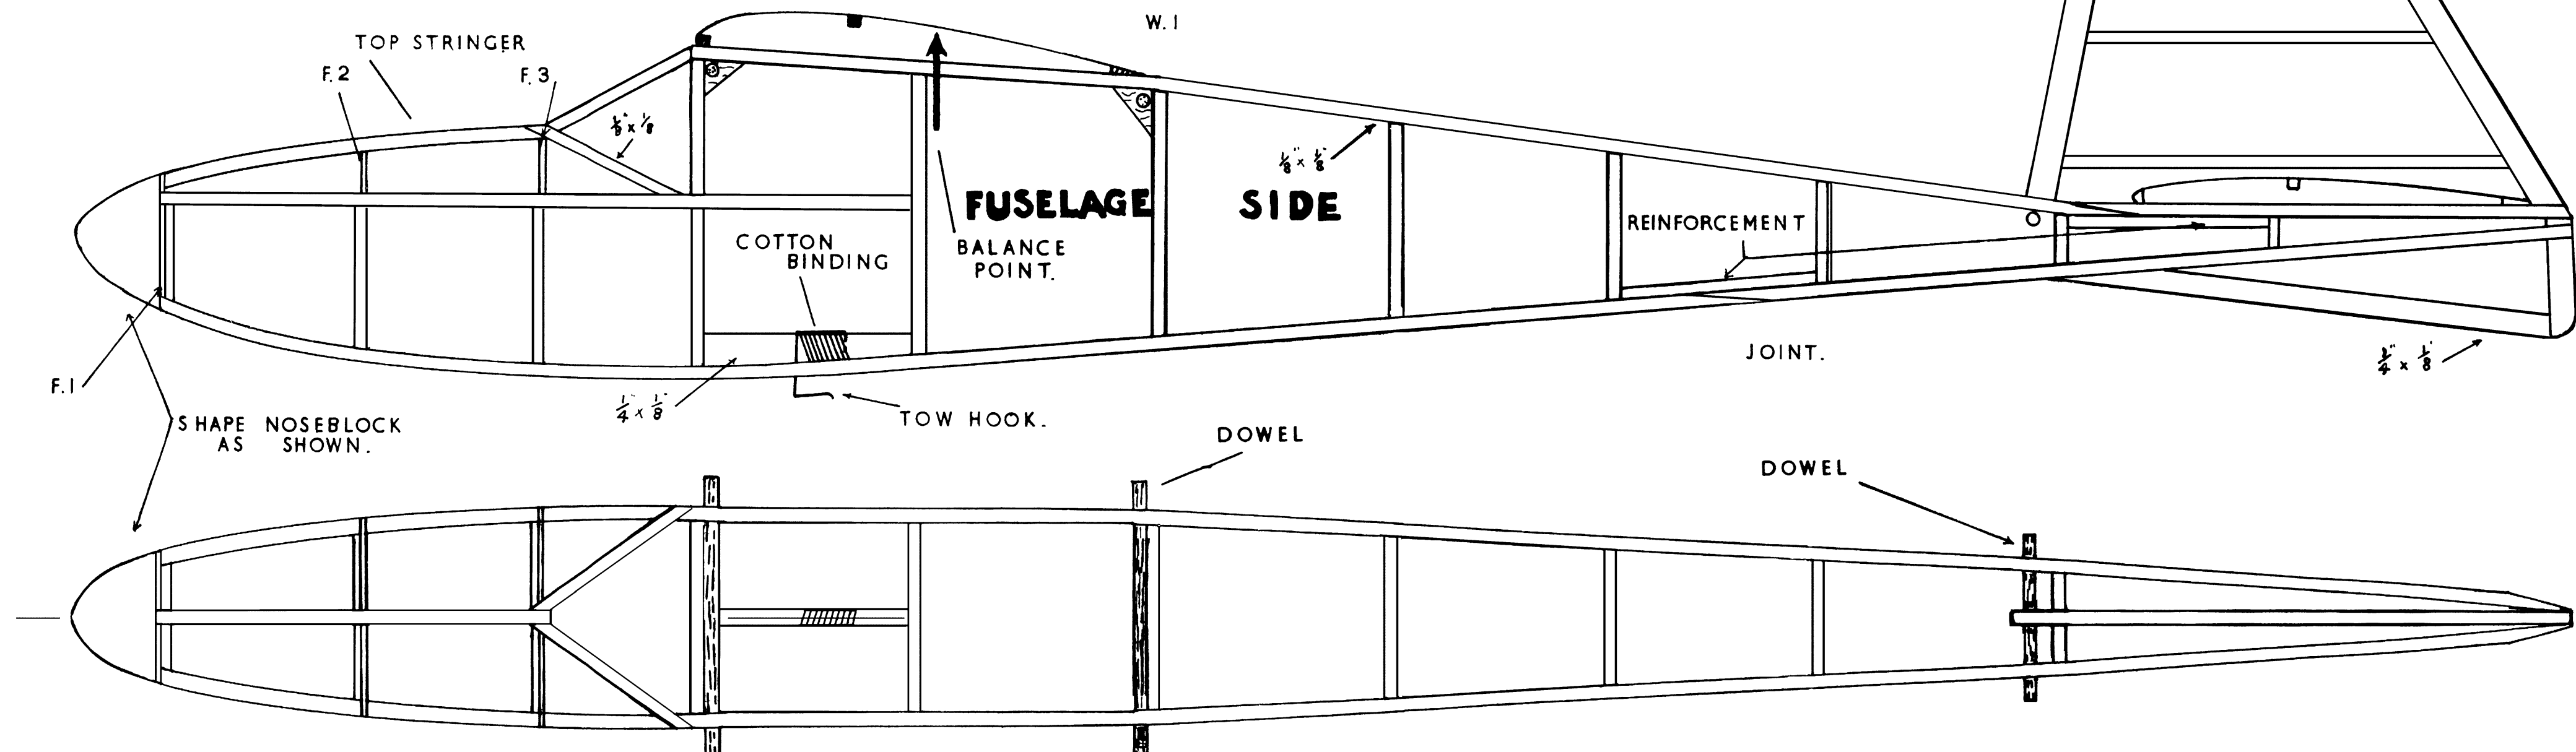 W.1
TOP STRINGER
F.2
F.3
⅛" x ⅛
⅛" x ⅛"
FUSELAGE SIDE
REINFORCEMENT
COTTON
BINDING
BALANCE
POINT.
JOINT.
¼" x ⅛"
F.1
¼" x ⅛"
TOW HOOK.
SHAPE NOSEBLOCK
AS SHOWN.
DOWEL
DOWEL